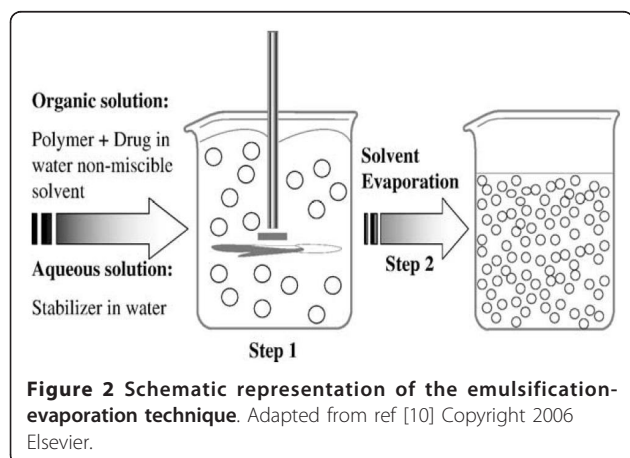 Organic solution:
Polymer + Drug in
water non-miscible
solvent
Aqueous solution:
Stabilizer in water
Step 1
Solvent
Evaporation
Step 2
Figure 2 Schematic representation of the emulsification-
evaporation technique. Adapted from ref [10] Copyright 2006
Elsevier.